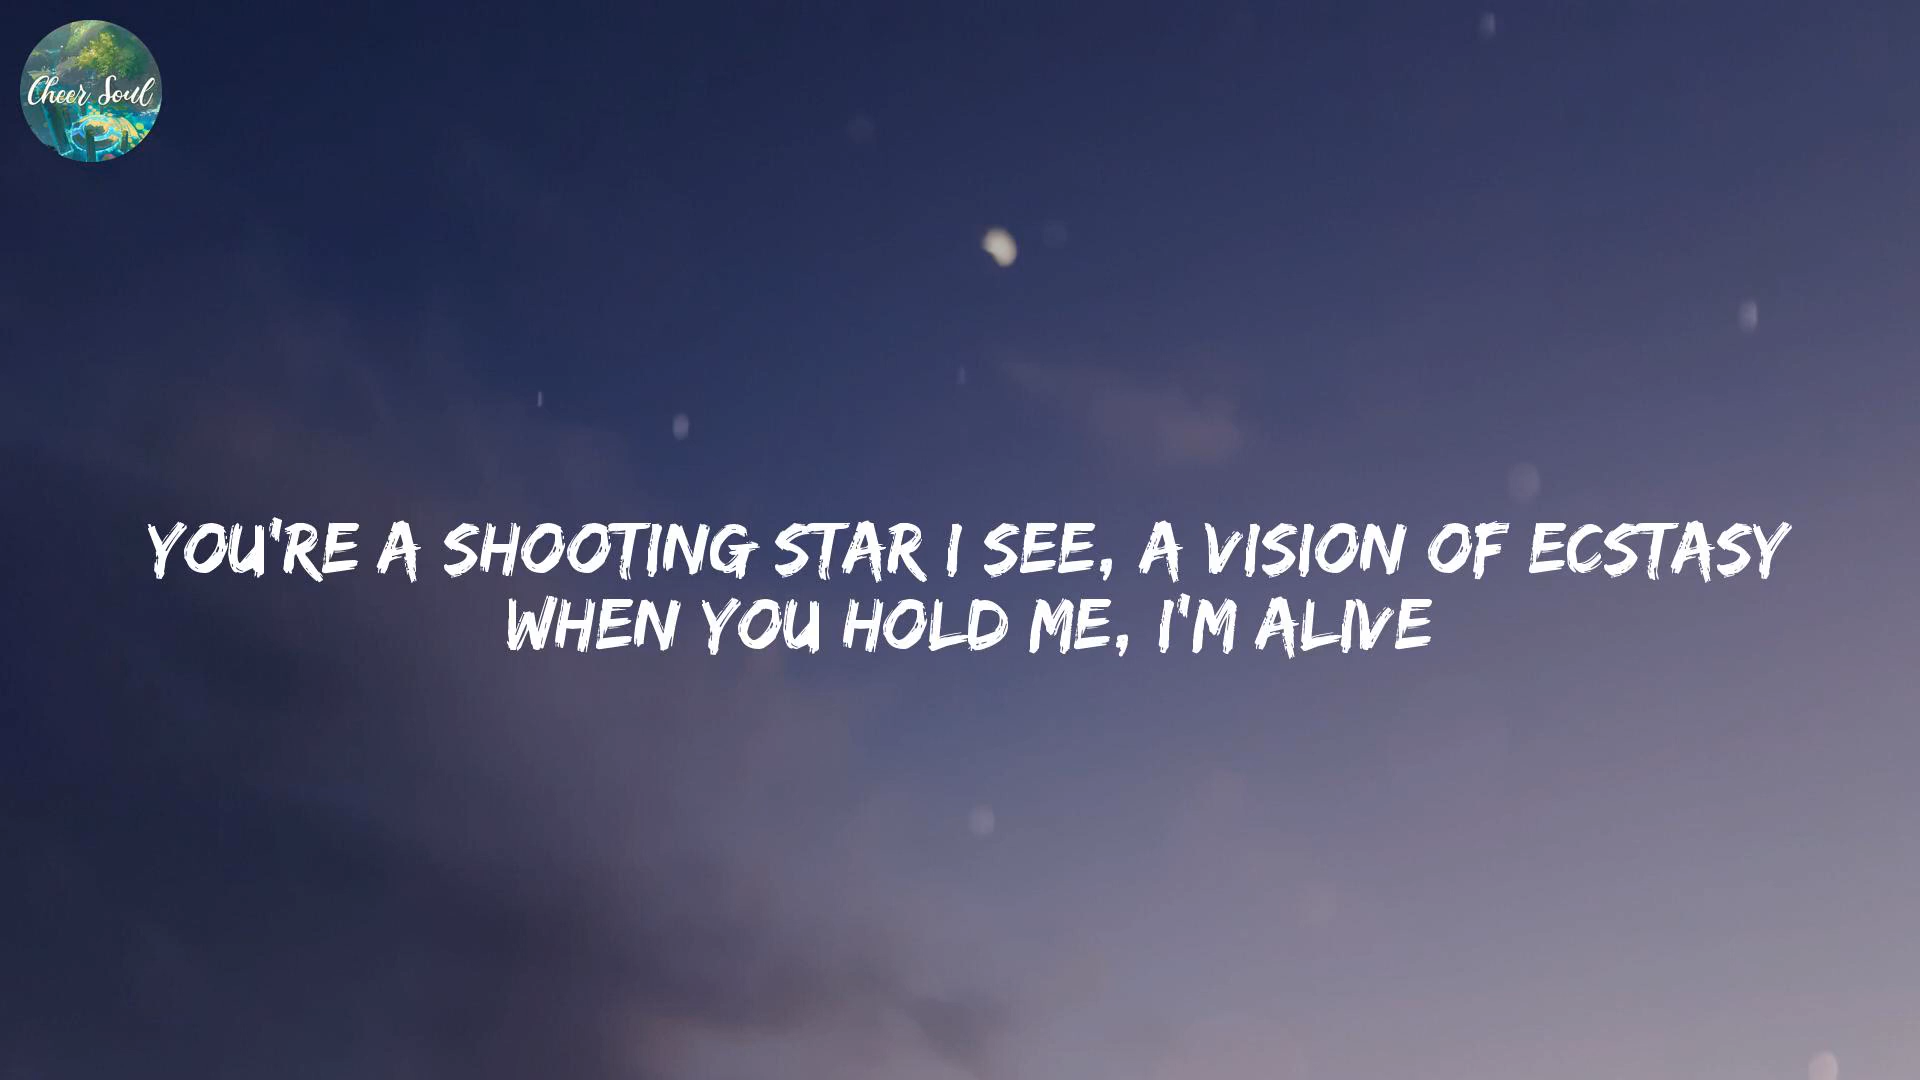 Cheer Soul
YOU'RE A SHOOTING STAR I SEE, A VISION OF ECSTASY
WHEN YOU HOLD ME, I'M ALIVE